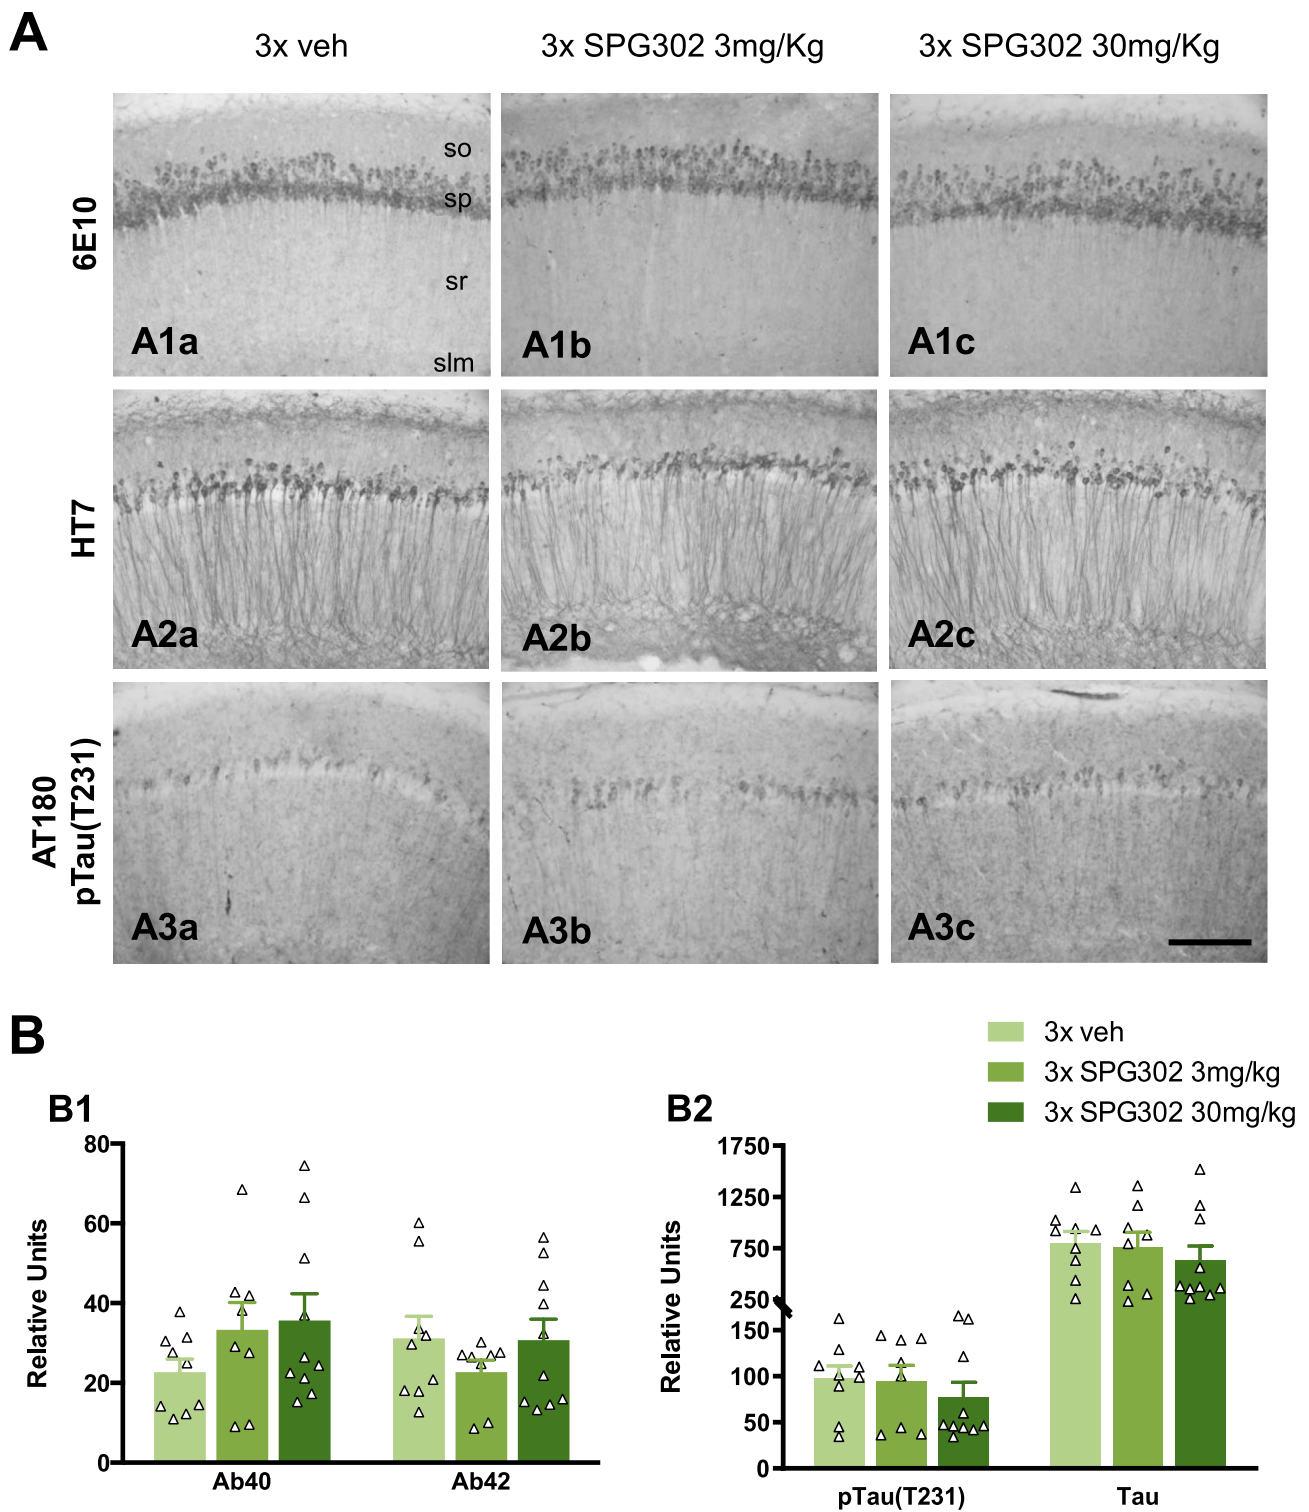 A
3x veh
3x SPG302 3mg/Kg
3x SPG302 30mg/Kg
6E10
so
sp
sr
slm
A1a
A1b
A1c
HT7
A2a
A2b
A2c
AT180
pTau(T231)
A3a
A3b
A3c
B
3x veh
3x SPG302 3mg/kg
3x SPG302 30mg/kg
B1
Relative Units
80
60
40
20
0
Ab40
Ab42
B2
Relative Units
1750
1250
750
250
150
100
50
0
pTau(T231)
Tau